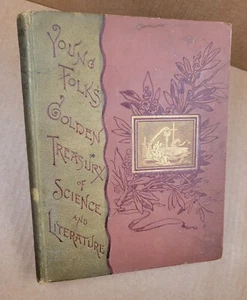 YOUNG
FOLKS'
GOLDEN
TREASURY
OF
SCIENCE
AND
LITERATURE